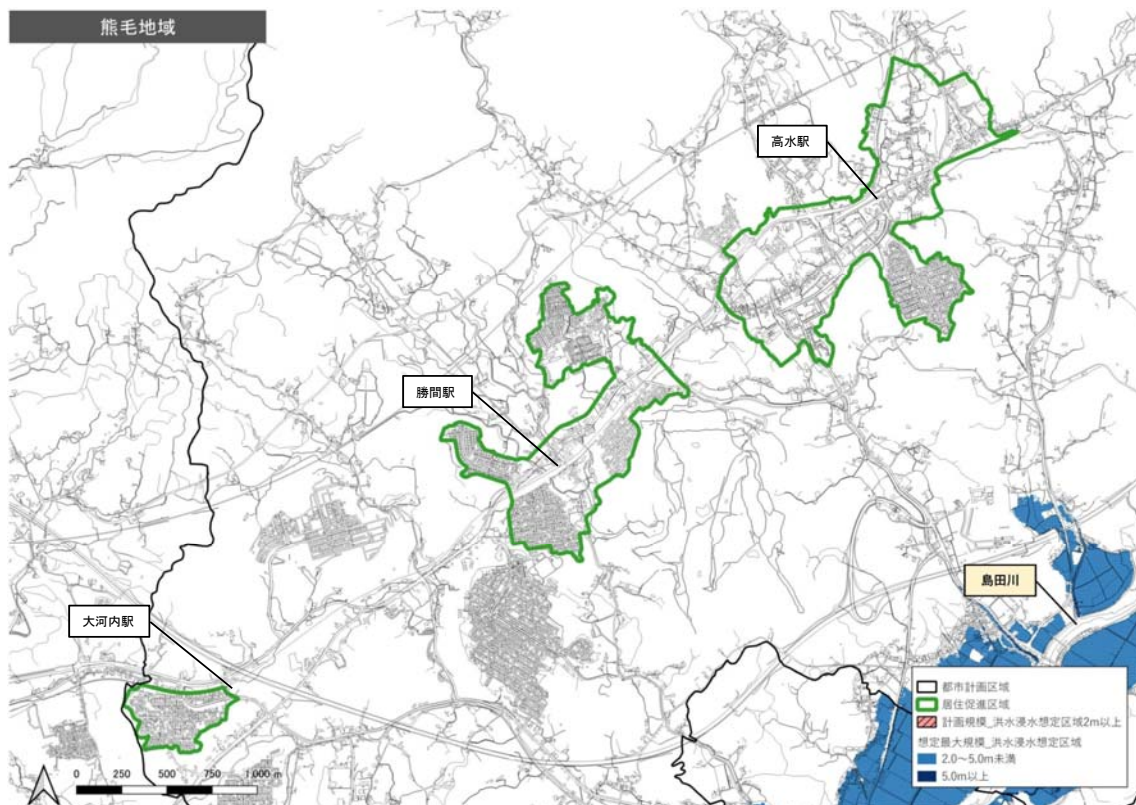 熊毛地域
高水駅
勝間駅
島田川
大河内駅
都市計画区域
居住促進区域
計画規模_洪水浸水想定区域2m以上
想定最大規模_洪水浸水想定区域
2.0～5.0m未満
5.0m以上
0 250 500 750 1,000 m